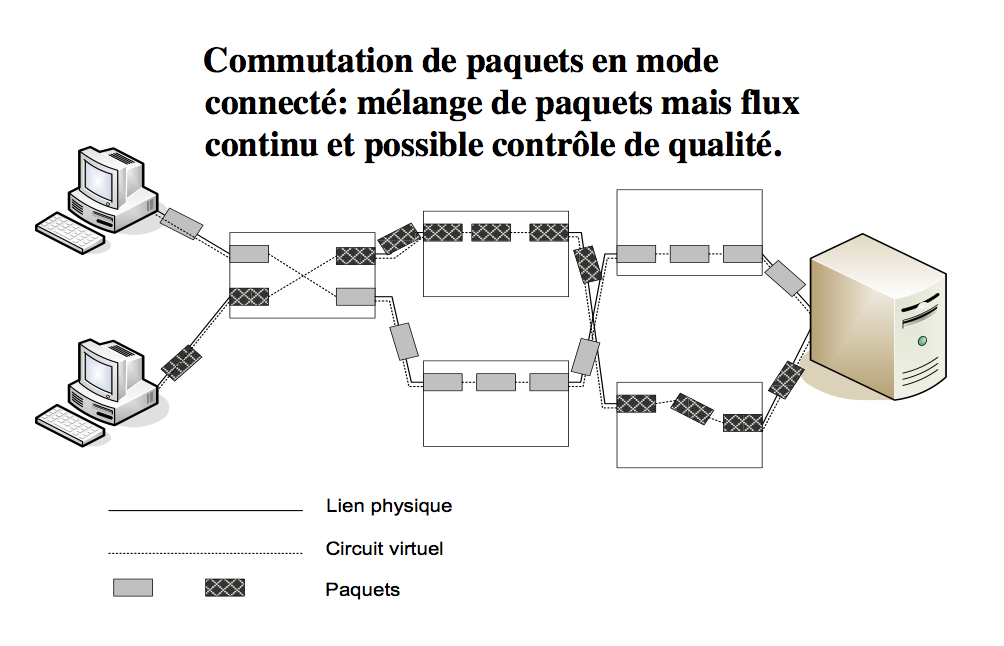 Commutation de paquets en mode
connecté: mélange de paquets mais flux
continu et possible contrôle de qualité.
Lien physique
Circuit virtuel
Paquets